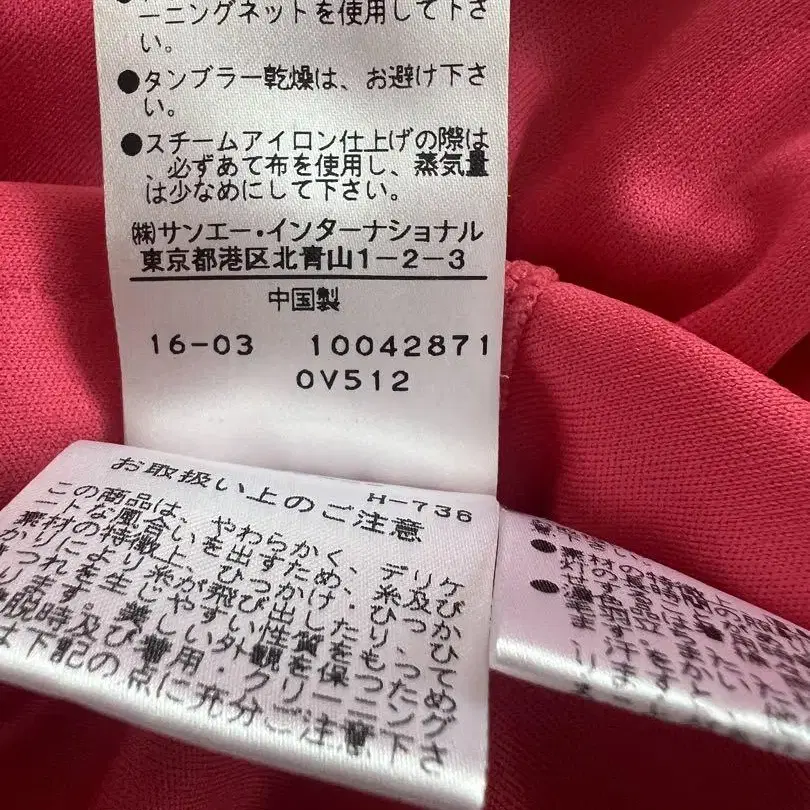 ーニングネットを使用して下さ
い。
●タンブラー乾燥は、お避け下さ
い。
●スチームアイロン仕上げの際は
、必ずあて布を使用し、蒸気量
は少なめにして下さい。
㈱サンエー・インターナショナル
東京都港区北青山1-2-3
中国製
16-03 10042871
0V512
H-736
お取扱い上のご注意
この商品は、やわらかく、デリケ
ートな風合いを出すため、糸及び
素材の特徴上、ひっかけ・ひっか
かりにより糸が飛び出したり、ひ
きつれを生じやすい性質をもって
ります。美しい外観を保つため
脱時及び着用・クリーニング
は下記の点に充分ご注意下さ